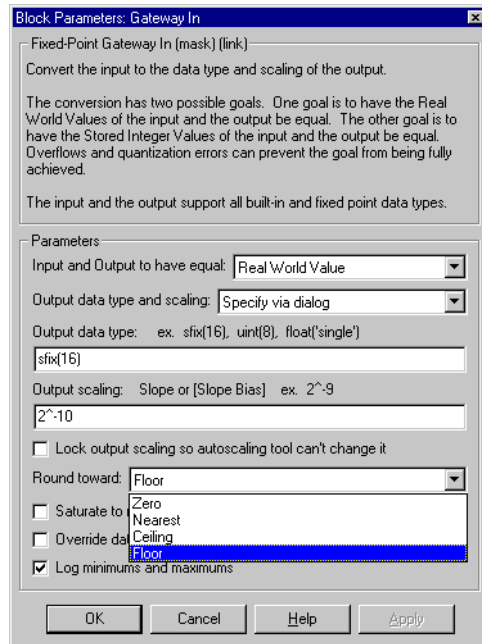 Block Parameters: Gateway In
Fixed-Point Gateway In (mask) (link)
Convert the input to the data type and scaling of the output.
The conversion has two possible goals. One goal is to have the Real
World Values of the input and the output be equal. The other goal is to
have the Stored Integer Values of the input and the output be equal.
Overflows and quantization errors can prevent the goal from being fully
achieved.
The input and the output support all built-in and fixed point data types.
Parameters
Input and Output to have equal: Real World Value
Output data type and scaling: Specify via dialog
Output data type: ex. sfix(16), uint(8), float('single')
sfix(16)
Output scaling: Slope or [Slope Bias] ex. 2^-9
2^-10
Lock output scaling so autoscaling tool can't change it
Round toward: Floor
Zero
Saturate to
Nearest
Ceiling
Override
Floor
Log minimums and maximums
OK Cancel Help Apply